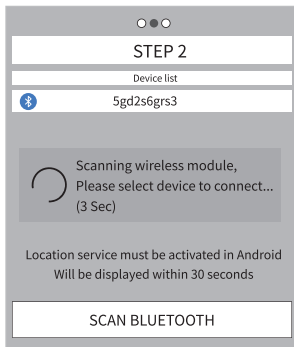 STEP 2
Device list
5gd2s6grs3
Scanning wireless module,
Please select device to connect...
(3 Sec)
Location service must be activated in Android
Will be displayed within 30 seconds
SCAN BLUETOOTH